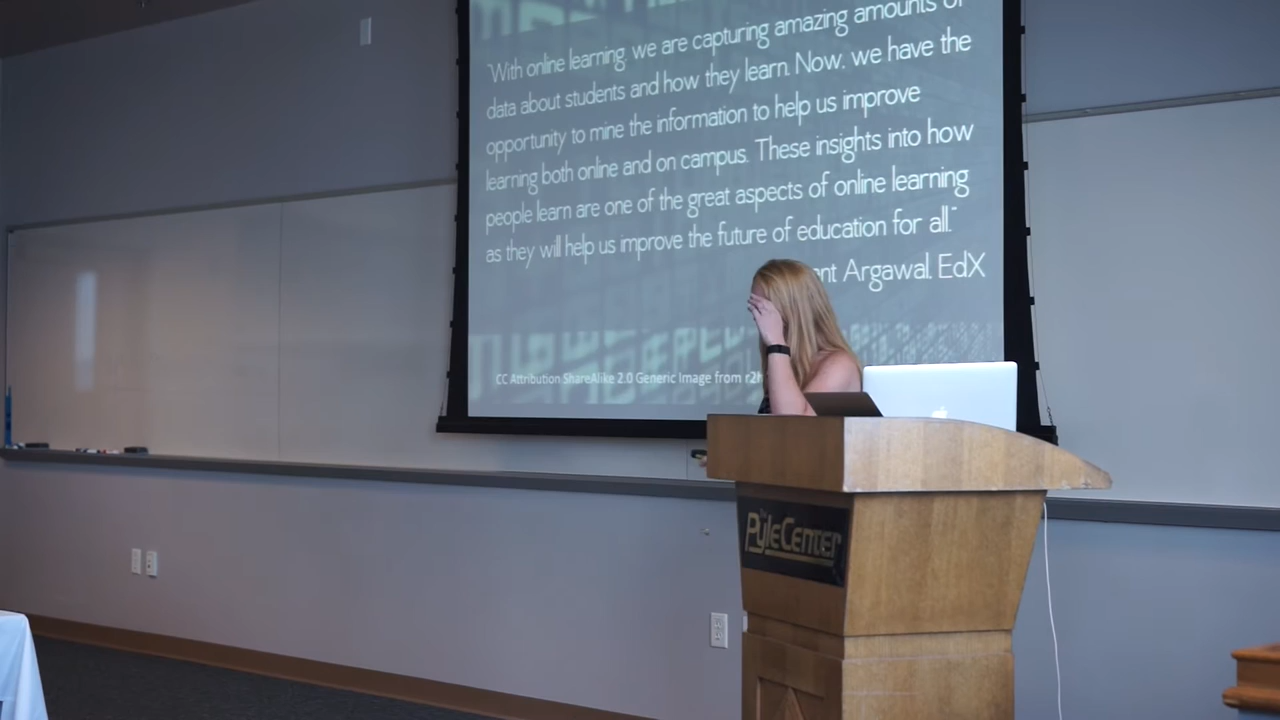 "With online learning, we are capturing amazing amounts of
data about students and how they learn. Now, we have the
opportunity to mine the information to help us improve
learning both online and on campus. These insights into how
people learn are one of the great aspects of online learning
as they will help us improve the future of education for all."
Argawal, EdX
CC Attribution ShareAlike 2.0 Generic Image from
The
PyleCenter